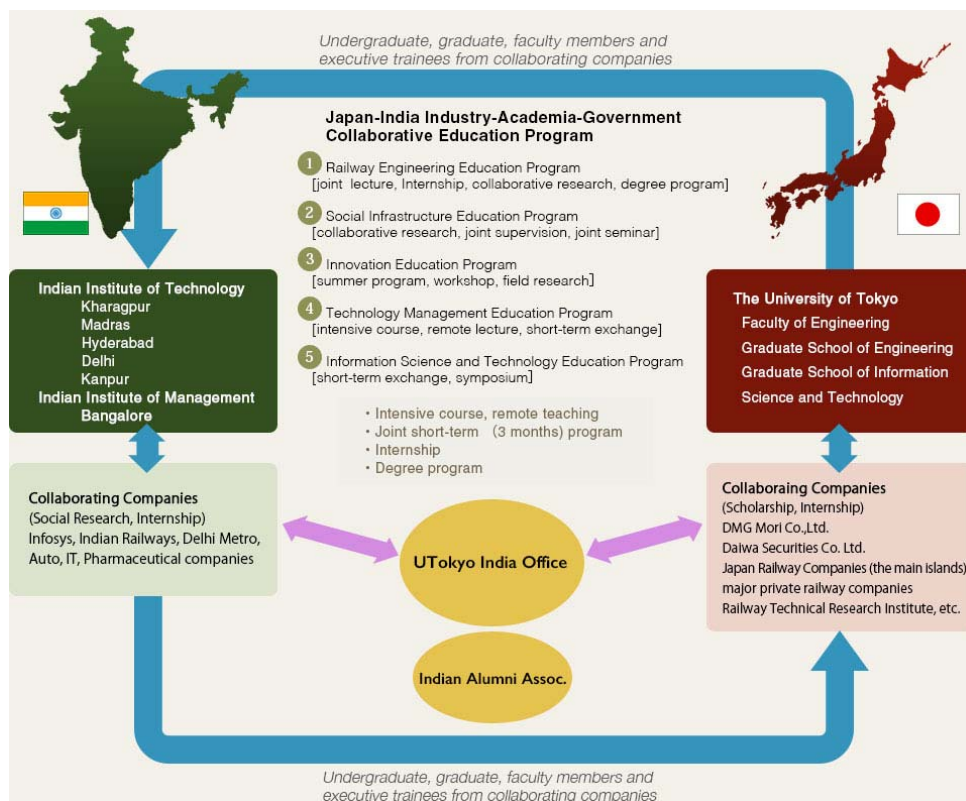 Undergraduate, graduate, faculty members and
executive trainees from collaborating companies
Japan-India Industry-Academia-Government
Collaborative Education Program
1 Railway Engineering Education Program
[joint lecture, Internship, collaborative research, degree program]
2 Social Infrastructure Education Program
[collaborative research, joint supervision, joint seminar]
3 Innovation Education Program
[summer program, workshop, field research]
4 Technology Management Education Program
[intensive course, remote lecture, short-term exchange]
5 Information Science and Technology Education Program
[short-term exchange, symposium]
・Intensive course, remote teaching
・Joint short-term （3 months) program
・Internship
・Degree program
Indian Institute of Technology
Kharagpur
Madras
Hyderabad
Delhi
Kanpur
Indian Institute of Management
Bangalore
The University of Tokyo
Faculty of Engineering
Graduate School of Engineering
Graduate School of Information
Science and Technology
Collaborating Companies
(Social Research, Internship)
Infosys, Indian Railways, Delhi Metro,
Auto, IT, Pharmaceutical companies
UTokyo India Office
Indian Alumni Assoc.
Collaboraing Companies
(Scholarship, Internship)
DMG Mori Co.,Ltd.
Daiwa Securities Co. Ltd.
Japan Railway Companies (the main islands)
major private railway companies
Railway Technical Research Institute, etc.
Undergraduate, graduate, faculty members and
executive trainees from collaborating companies